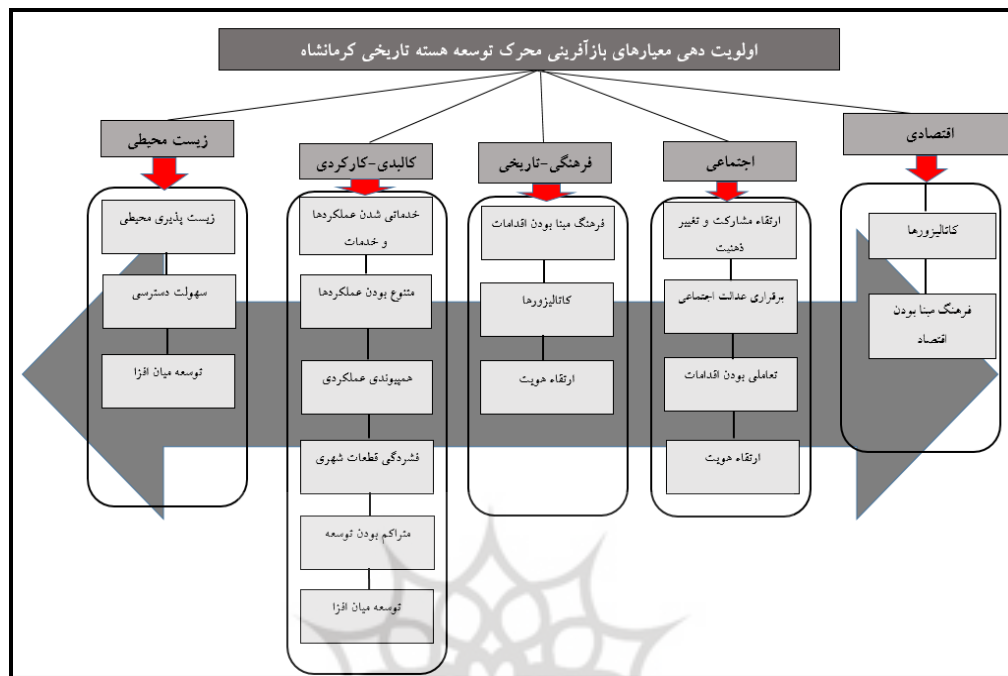 اولویت دهی معیارهای بازآفرینی محرک توسعه هسته تاریخی کرمانشاه
اقتصادی
کاتالیزورها
فرهنگ مبنا بودن
اقتصاد
اجتماعی
ارتقاء مشارکت و تغییر
ذهنیت
برقراری عدالت اجتماعی
تعاملی بودن اقدامات
ارتقاء هویت
فرهنگی-تاریخی
فرهنگ مبنا بودن اقدامات
کاتالیزورها
ارتقاء هویت
کالبدی-کارکردی
خدماتی شدن عملکردها
و خدمات
متنوع بودن عملکردها
همپیوندی عملکردی
فشردگی قطعات شهری
متراکم بودن توسعه
توسعه میان افزا
زیست محیطی
زیست پذیری محیطی
سهولت دسترسی
توسعه میان افزا